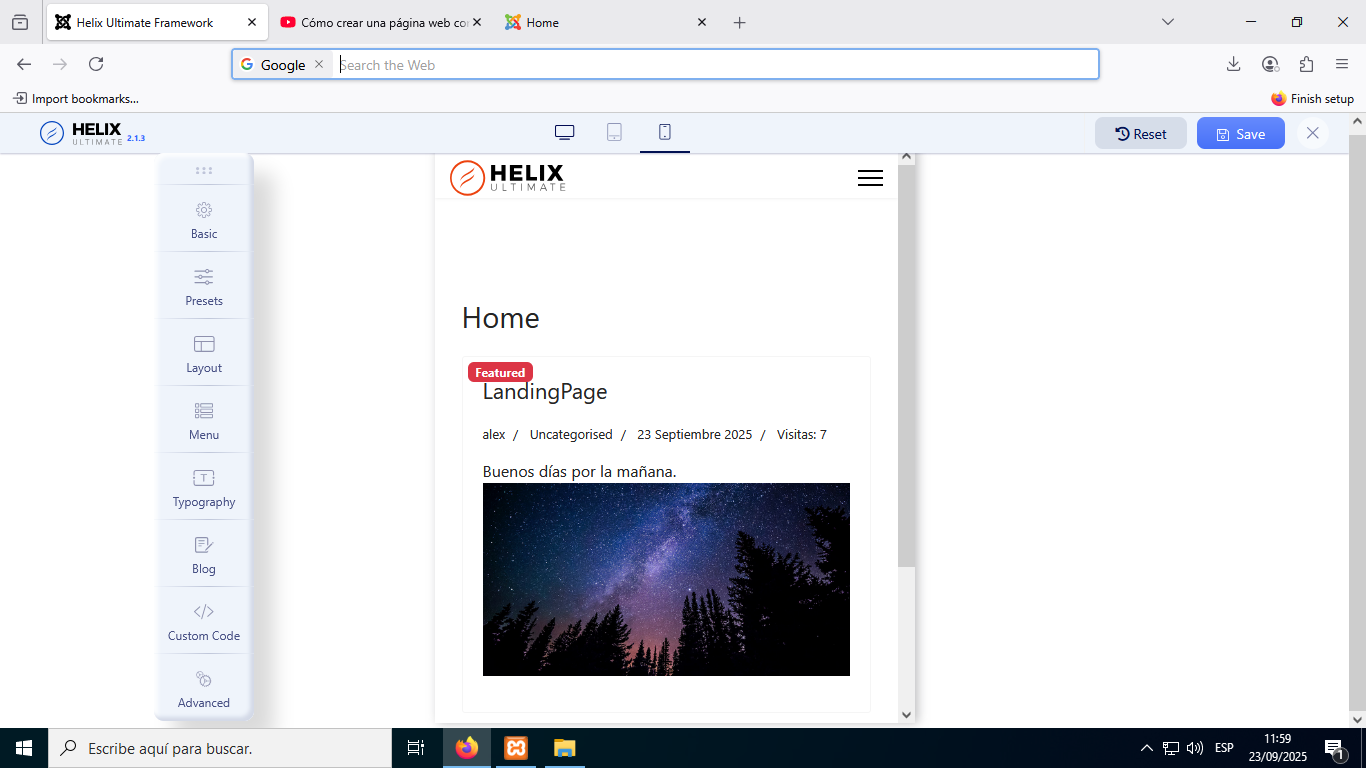 Helix Ultimate Framework
Cómo crear una página web co
Home
Google
Search the Web
Import bookmarks...
Finish setup
HELIX
ULTIMATE 2.1.3
Reset
Save
Basic
Presets
Layout
Menu
Typography
Blog
Custom Code
Advanced
HELIX
ULTIMATE
Home
Featured
LandingPage
alex / Uncategorised / 23 Septiembre 2025 / Visitas: 7
Buenos días por la mañana.
Escribe aquí para buscar.
ESP
11:59
23/09/2025
1